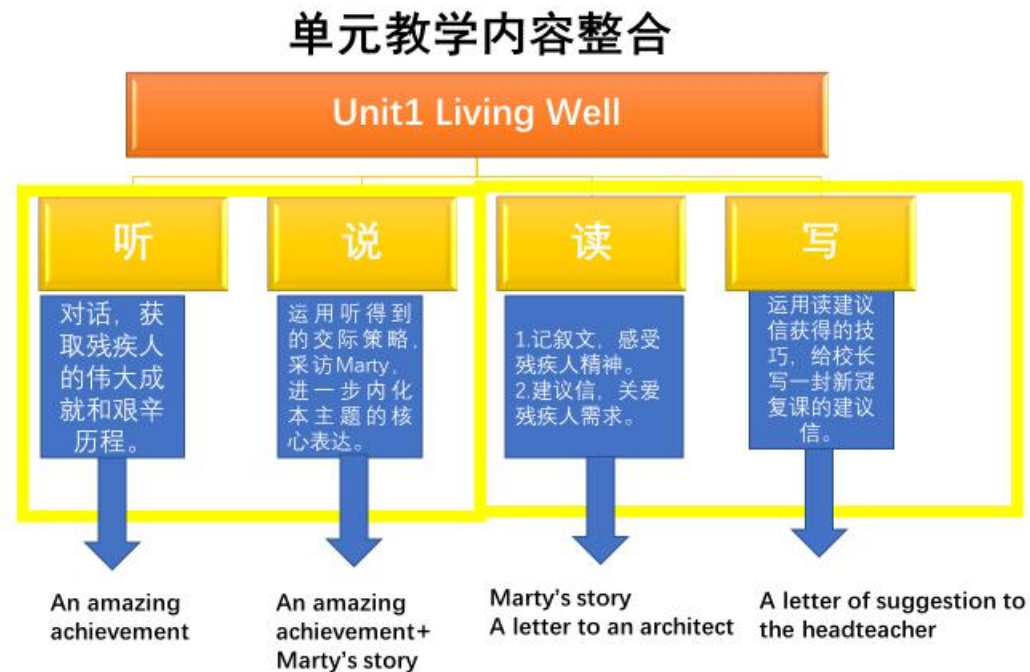 单元教学内容整合
Unit1 Living Well
听
对话，获
取残疾人
的伟大成
就和艰辛
历程。
An amazing
achievement
说
运用听得到
的交际策略，
采访Marty，
进一步内化
本主题的核
心表达。
An amazing
achievement+
Marty's story
读
1.记叙文，感受
残疾人精神。
2.建议信，关爱
残疾人需求。
Marty's story
A letter to an architect
写
运用读建议
信获得的技
巧，给校长
写一封新冠
复课的建议
信。
A letter of suggestion to
the headteacher